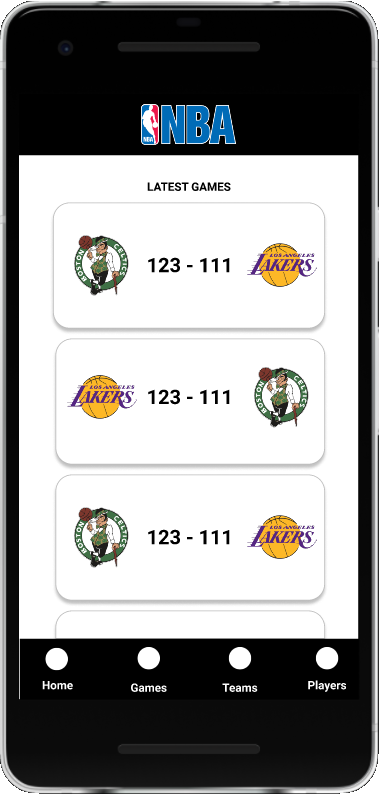 NBA
NBA
LATEST GAMES
BOSTON CELTICS
123 - 111
LOS ANGELES
LAKERS
LOS ANGELES
LAKERS
123 - 111
BOSTON CELTICS
BOSTON CELTICS
123 - 111
LOS ANGELES
LAKERS
Home
Games
Teams
Players